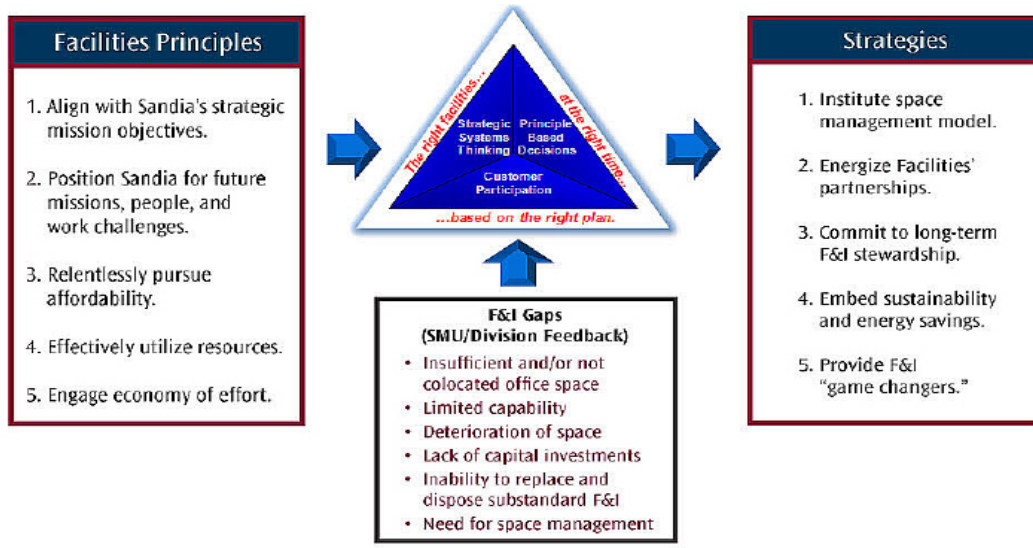 Facilities Principles
1. Align with Sandia's strategic
mission objectives.
2. Position Sandia for future
missions, people, and
work challenges.
3. Relentlessly pursue
affordability.
4. Effectively utilize resources.
5. Engage economy of effort.
The right facilities...
at the right time...
...based on the right plan.
Strategic
Systems
Thinking
Principle
Based
Decisions
Customer
Participation
F&I Gaps
(SMU/Division Feedback)
• Insufficient and/or not
colocated office space
• Limited capability
• Deterioration of space
• Lack of capital investments
• Inability to replace and
dispose substandard F&I
• Need for space management
Strategies
1. Institute space
management model.
2. Energize Facilities'
partnerships.
3. Commit to long-term
F&I stewardship.
4. Embed sustainability
and energy savings.
5. Provide F&I
"game changers."